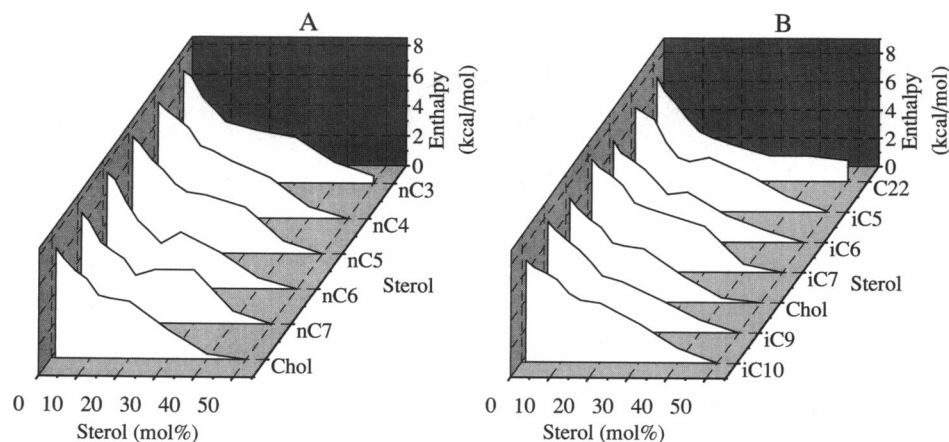 A
8
6
4
2
0
Enthalpy
(kcal/mol)
nC3
nC4
nC5
nC6
nC7
Chol
Sterol
0 10 20 30 40 50
Sterol (mol%)
B
8
6
4
2
0
Enthalpy
(kcal/mol)
C22
iC5
iC6
iC7
Chol
iC9
iC10
Sterol
0 10 20 30 40 50
Sterol (mol%)